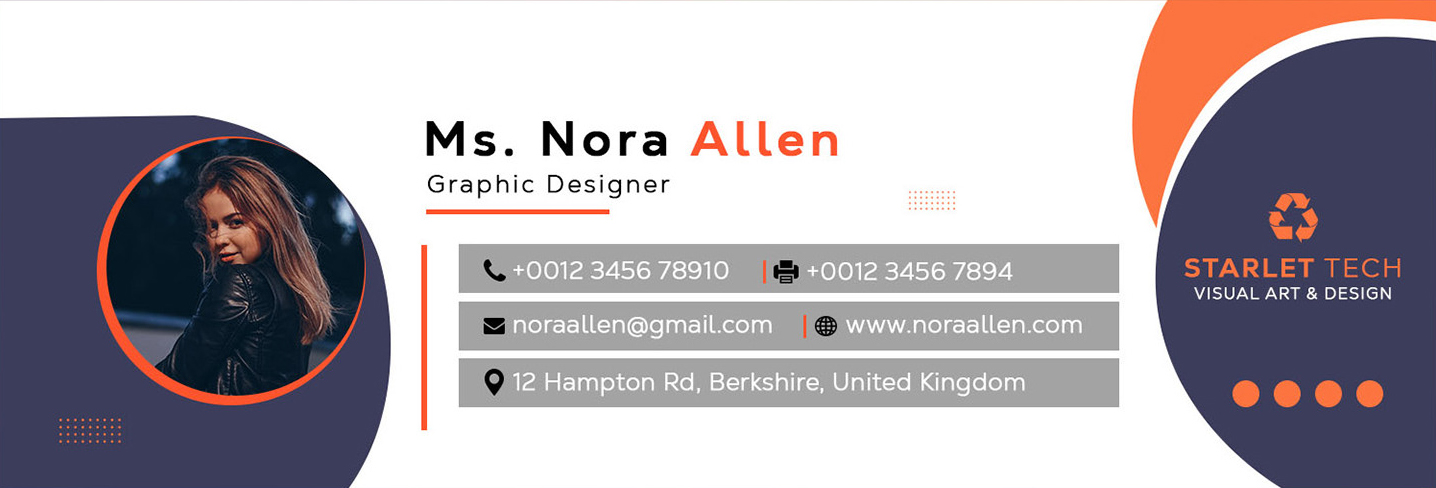 Ms. Nora Allen
Graphic Designer
+0012 3456 78910 +0012 3456 7894
noraallen@gmail.com www.noraallen.com
12 Hampton Rd, Berkshire, United Kingdom
STARLET TECH
VISUAL ART & DESIGN